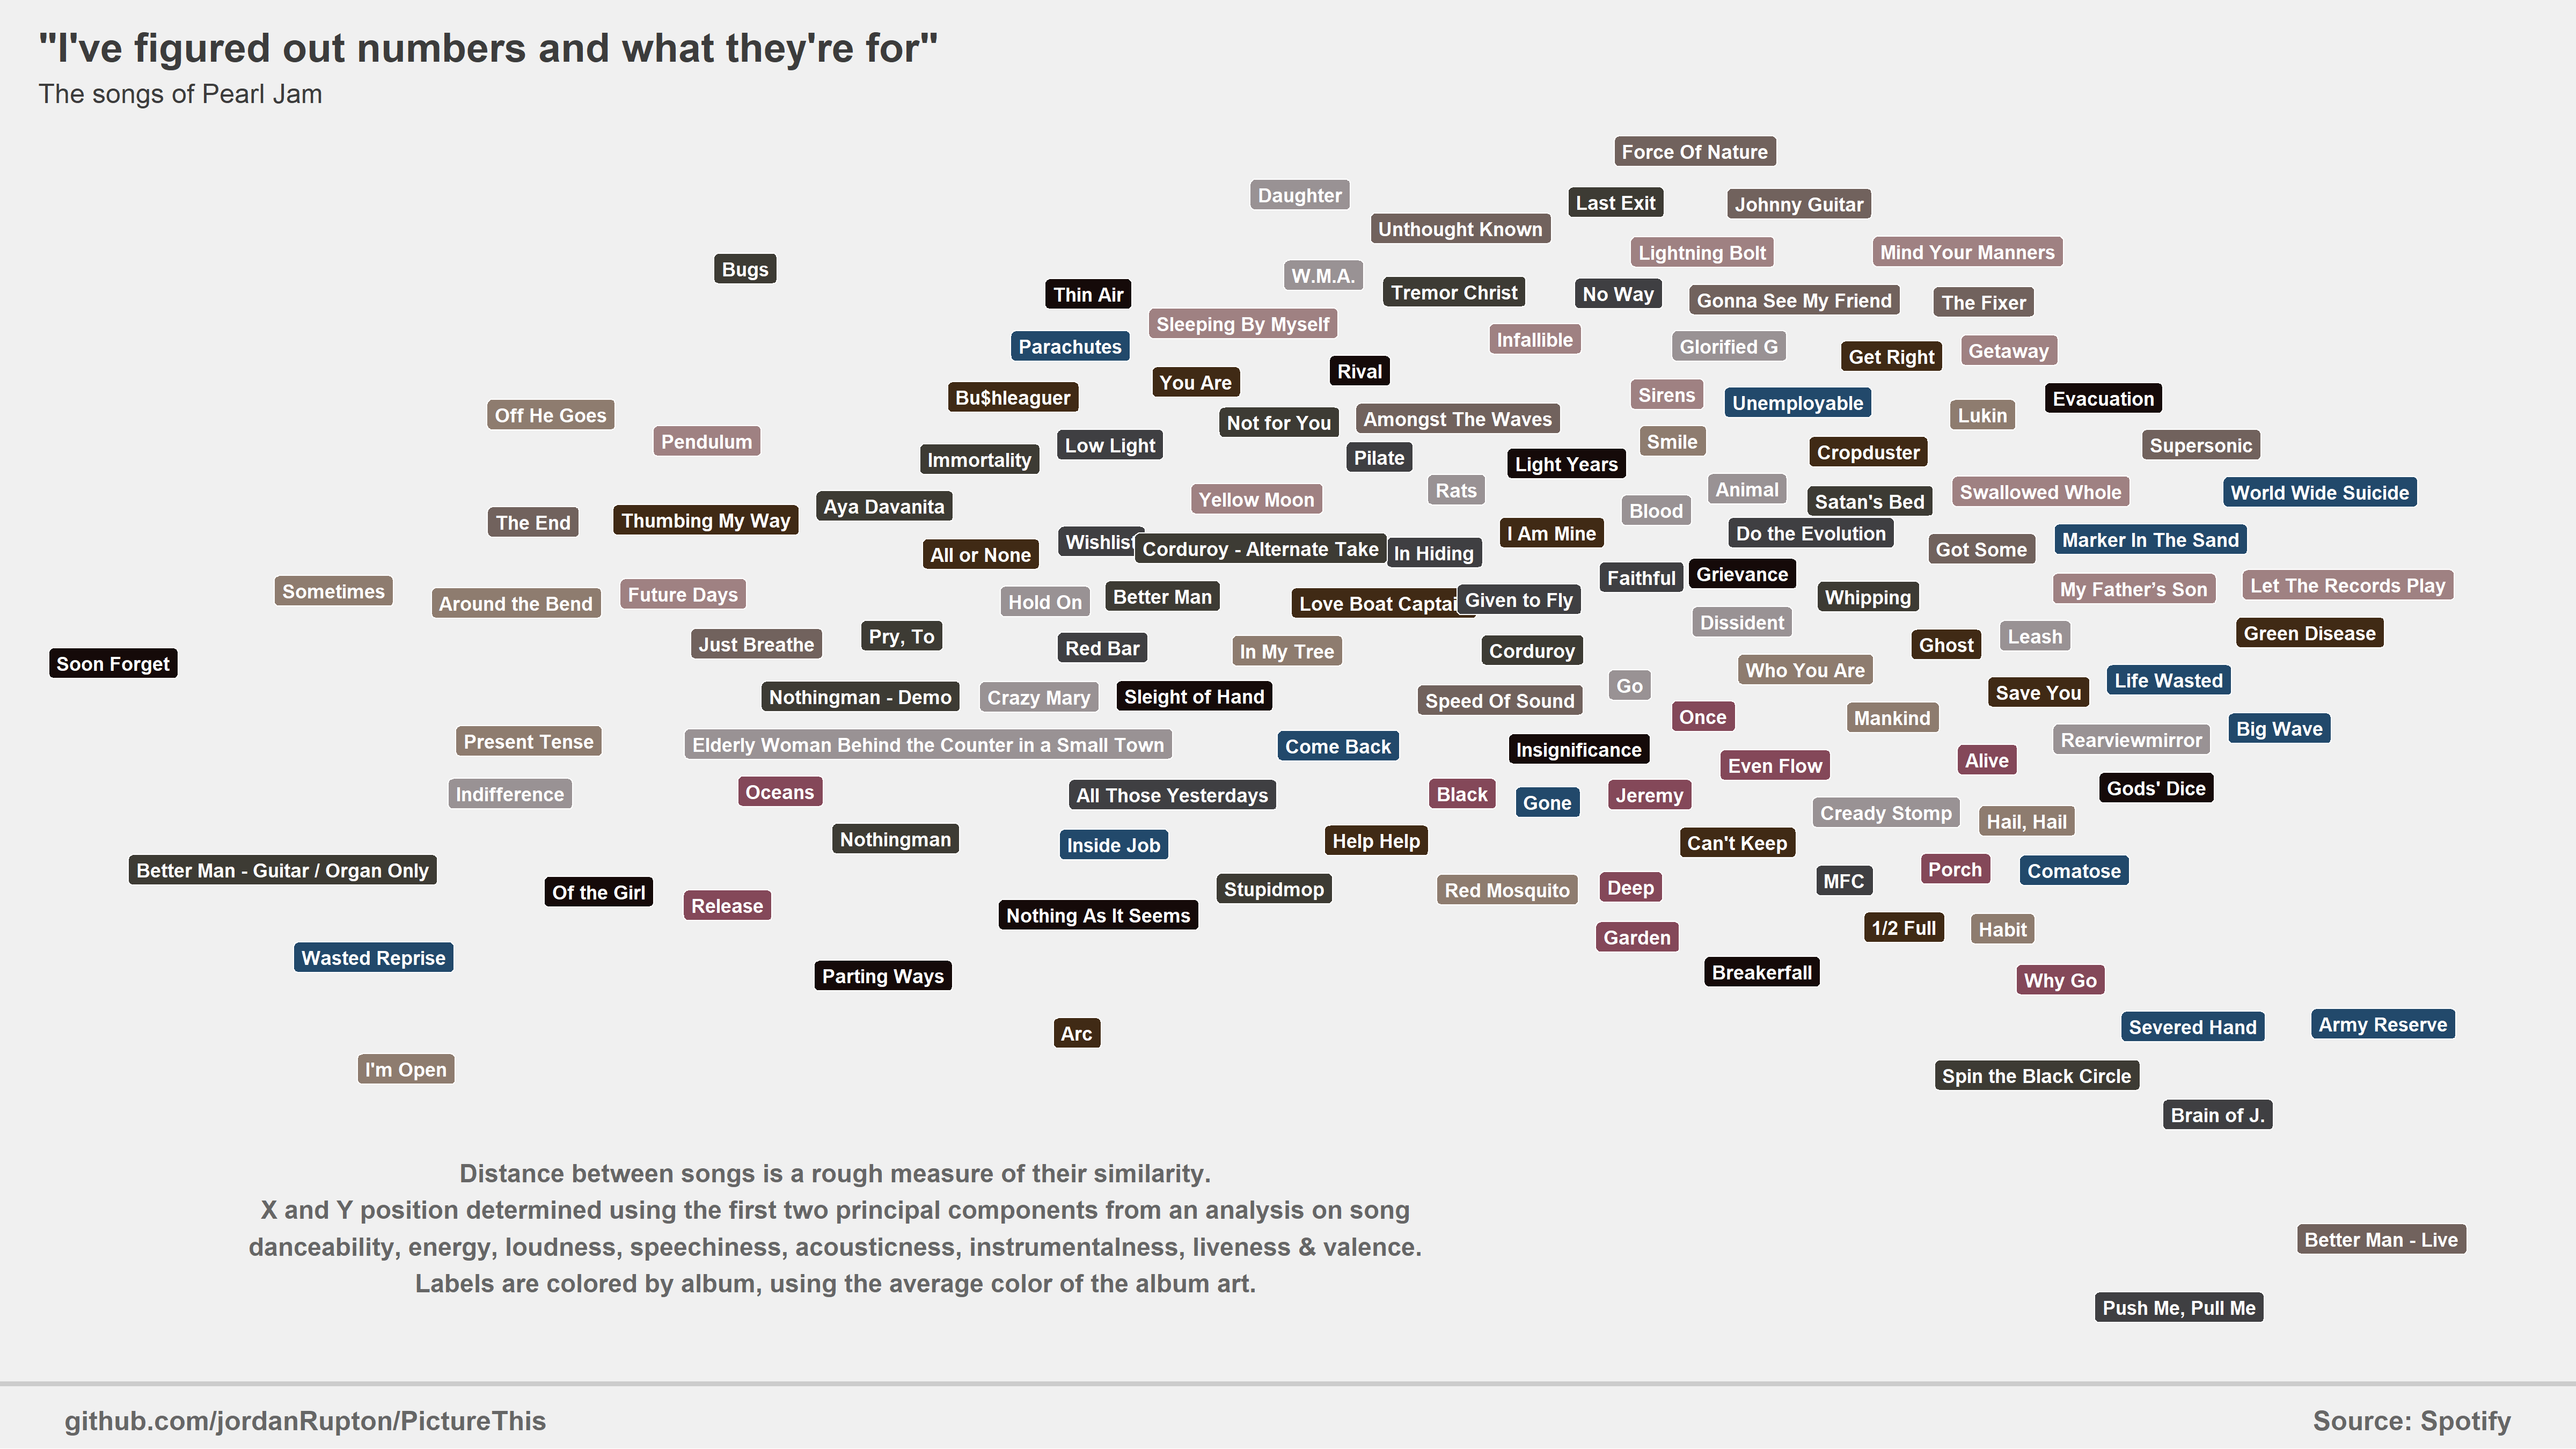 "I've figured out numbers and what they're for"
The songs of Pearl Jam
Force Of Nature
Daughter
Last Exit
Johnny Guitar
Unthought Known
Lightning Bolt
Mind Your Manners
Bugs
W.M.A.
Thin Air
Tremor Christ
No Way
Gonna See My Friend
The Fixer
Sleeping By Myself
Parachutes
Infallible
Glorified G
Get Right
Getaway
Rival
You Are
Bu$hleaguer
Sirens
Unemployable
Evacuation
Off He Goes
Not for You
Amongst The Waves
Lukin
Pendulum
Low Light
Smile
Supersonic
Immortality
Pilate
Light Years
Cropduster
Yellow Moon
Rats
Animal
Swallowed Whole
World Wide Suicide
Aya Davanita
Satan's Bed
Blood
The End
Thumbing My Way
I Am Mine
Do the Evolution
Marker In The Sand
All or None
Wishlist
Corduroy - Alternate Take
In Hiding
Got Some
Faithful
Grievance
Sometimes
Around the Bend
Future Days
Hold On
Better Man
Love Boat Captai
Given to Fly
Whipping
My Father’s Son
Let The Records Play
Dissident
Just Breathe
Pry, To
Red Bar
In My Tree
Corduroy
Ghost
Leash
Green Disease
Soon Forget
Who You Are
Life Wasted
Nothingman - Demo
Crazy Mary
Sleight of Hand
Speed Of Sound
Go
Save You
Once
Mankind
Big Wave
Present Tense
Elderly Woman Behind the Counter in a Small Town
Come Back
Insignificance
Rearviewmirror
Even Flow
Alive
Indifference
Oceans
All Those Yesterdays
Black
Gone
Jeremy
Gods' Dice
Cready Stomp
Hail, Hail
Nothingman
Inside Job
Help Help
Can't Keep
Better Man - Guitar / Organ Only
Of the Girl
Release
Stupidmop
Red Mosquito
Deep
MFC
Porch
Comatose
Nothing As It Seems
Garden
1/2 Full
Habit
Wasted Reprise
Parting Ways
Breakerfall
Why Go
Arc
Severed Hand
Army Reserve
I'm Open
Spin the Black Circle
Brain of J.
Distance between songs is a rough measure of their similarity.
X and Y position determined using the first two principal components from an analysis on song
danceability, energy, loudness, speechiness, acousticness, instrumentalness, liveness & valence.
Labels are colored by album, using the average color of the album art.
Better Man - Live
Push Me, Pull Me
github.com/jordanRupton/PictureThis
Source: Spotify